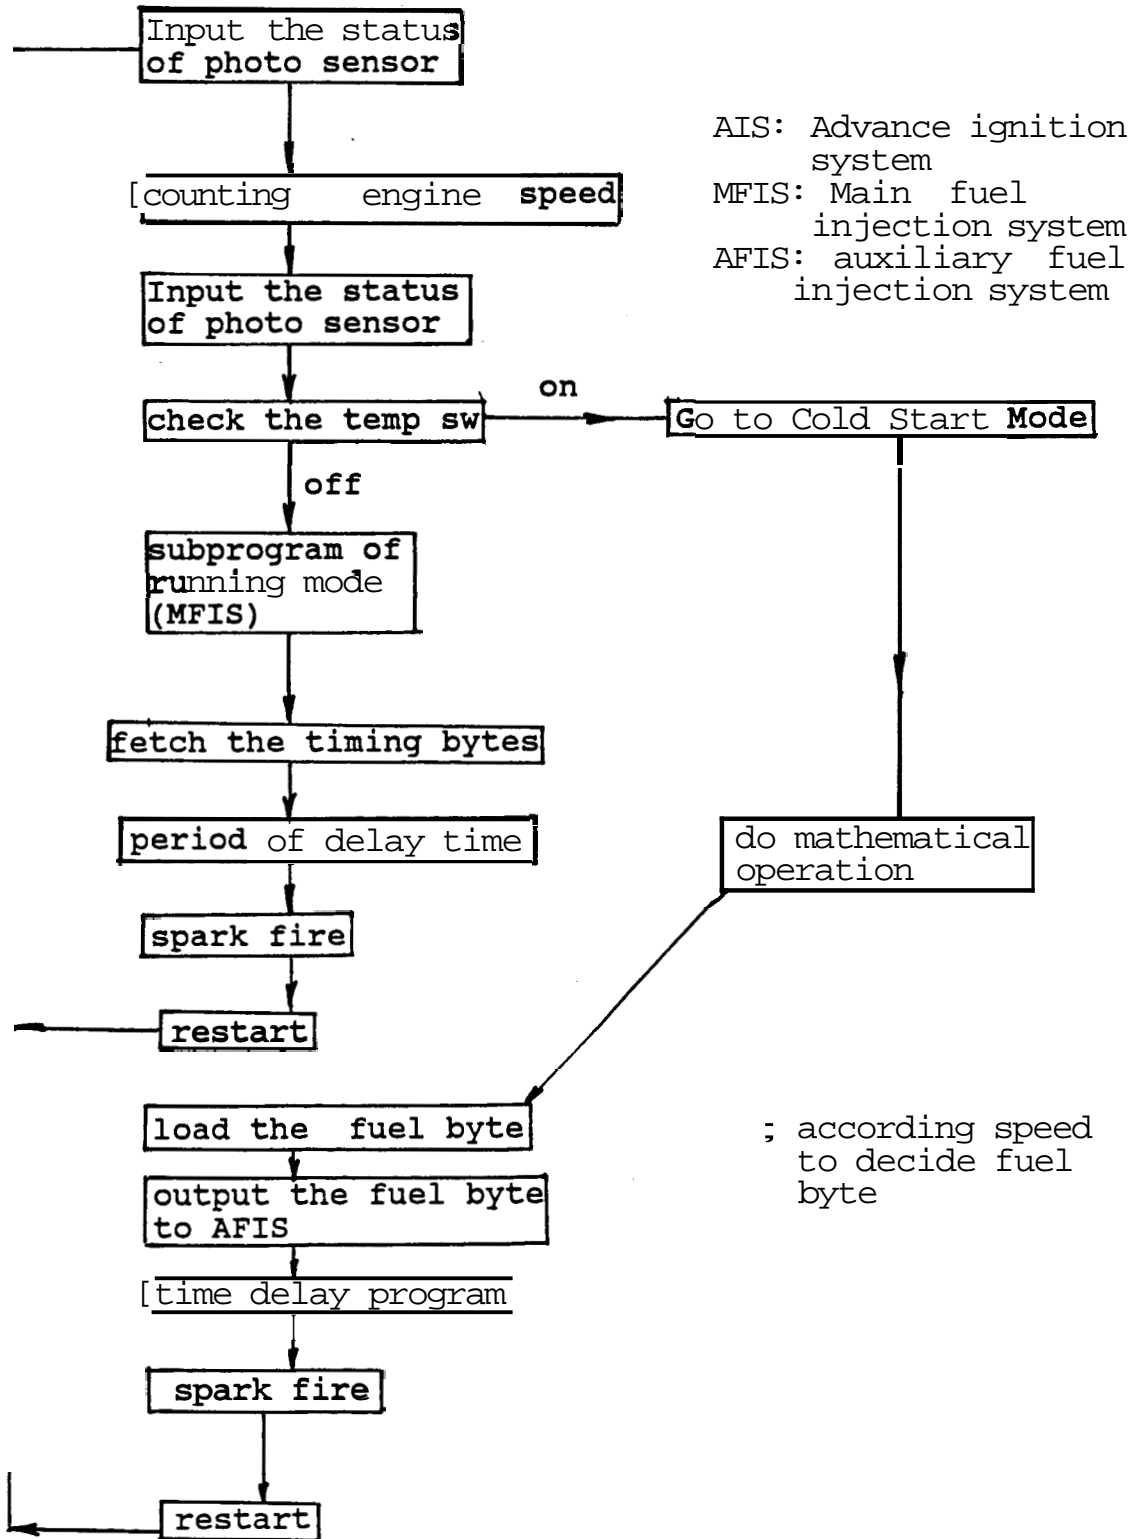 Input the status
of photo sensor
AIS: Advance ignition
system
MFIS: Main fuel
injection system
AFIS: auxiliary fuel
injection system
[counting engine speed
Input the status
of photo sensor
on
check the temp sw
Go to Cold Start Mode
off
subprogram of
running mode
(MFIS)
fetch the timing bytes
period of delay time
do mathematical
operation
spark fire
restart
load the fuel byte
; according speed
to decide fuel
byte
output the fuel byte
to AFIS
[time delay program
spark fire
restart